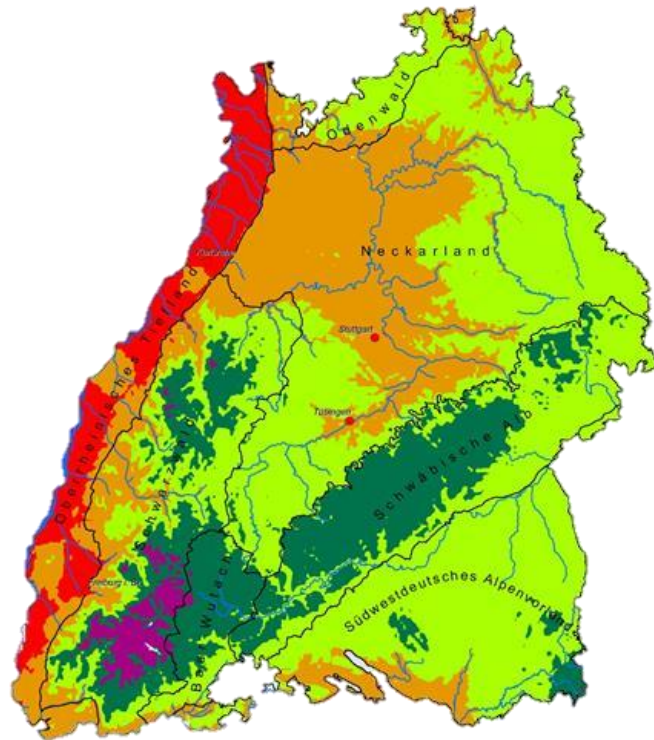 Odenwald
Neckarland
Karlsruhe
Oberrheinisches Tiefland
Stuttgart
Tübingen
Schwarzwald
Schwäbische Alb
Freiburg i. Br.
Baar Wutach
Südwestdeutsches Alpenvorland